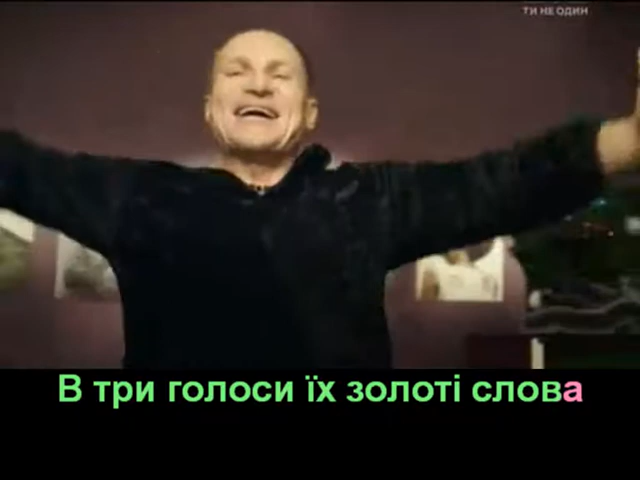 ТИ НЕ ОДИН
В три голоси їх золоті слова